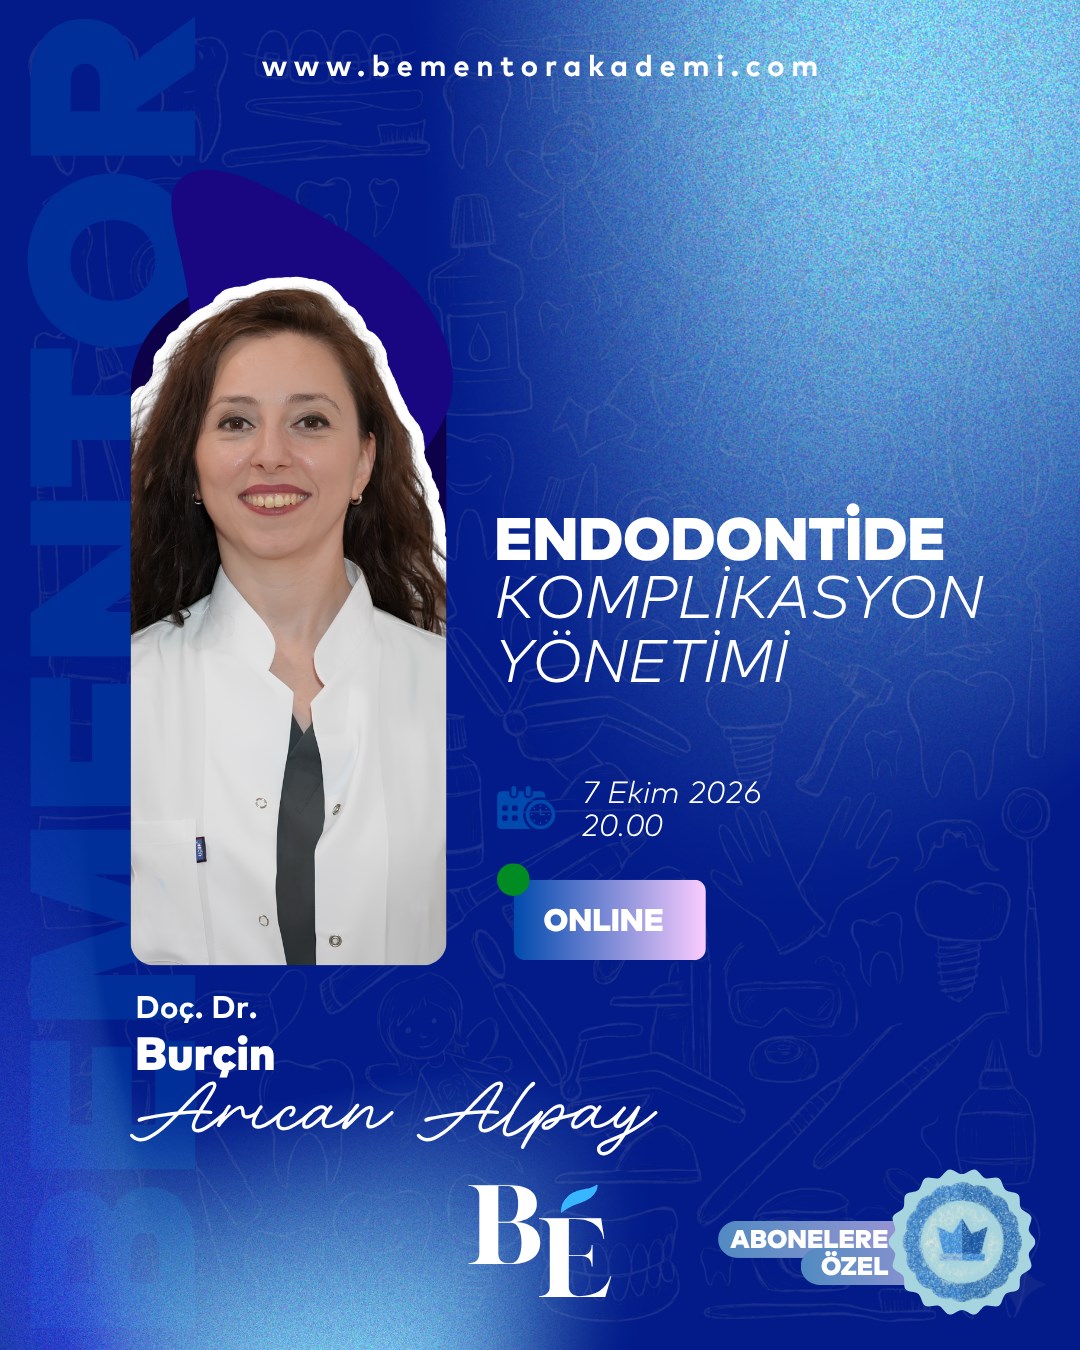 www.bementorakademi.com
BEMENTOR
ENDODONTİDE
KOMPLİKASYON
YÖNETİMİ
7 Ekim 2026
20.00
ONLINE
Doç. Dr.
Burçin
Arıcan Alpay
BÉ
ABONELERE
ÖZEL